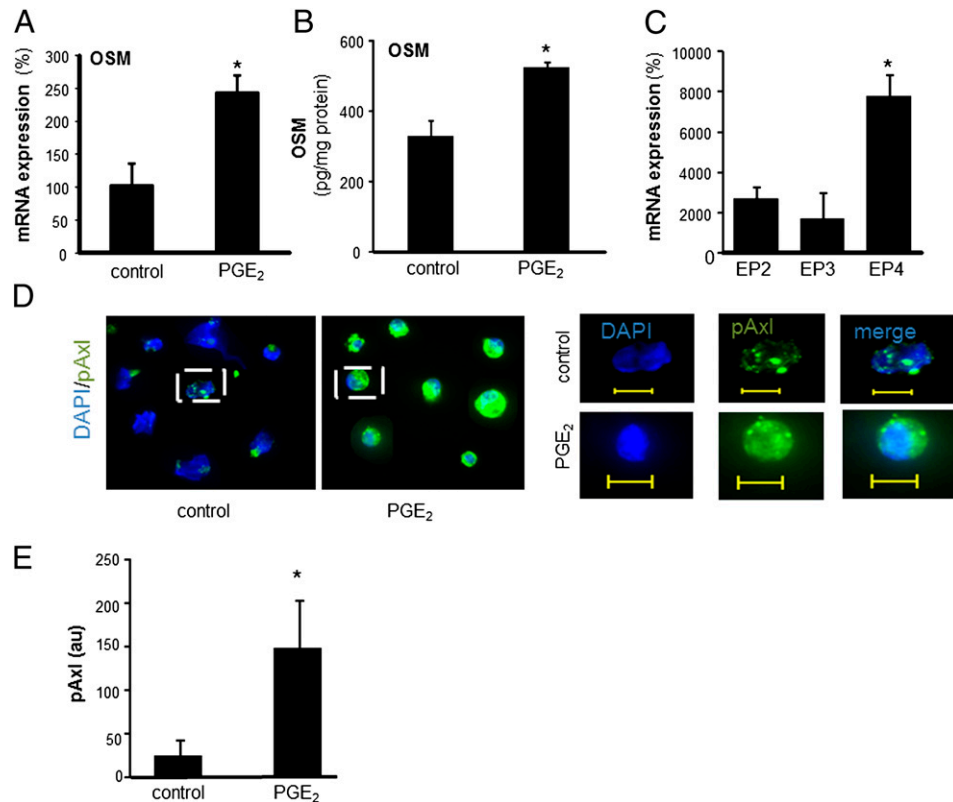 A
OSM
mRNA expression (%)
300
250
200
150
100
50
0
*
control
PGE₂
B
OSM
OSM
(pg/mg protein)
600
400
200
0
*
control
PGE₂
C
mRNA expression
(%)
10000
8000
6000
4000
2000
0
*
EP2
EP3
EP4
D
DAPI/pAxl
control
PGE₂
control
DAPI
pAxl
merge
PGE₂
E
pAxl (au)
250
200
150
100
50
0
*
control
PGE₂